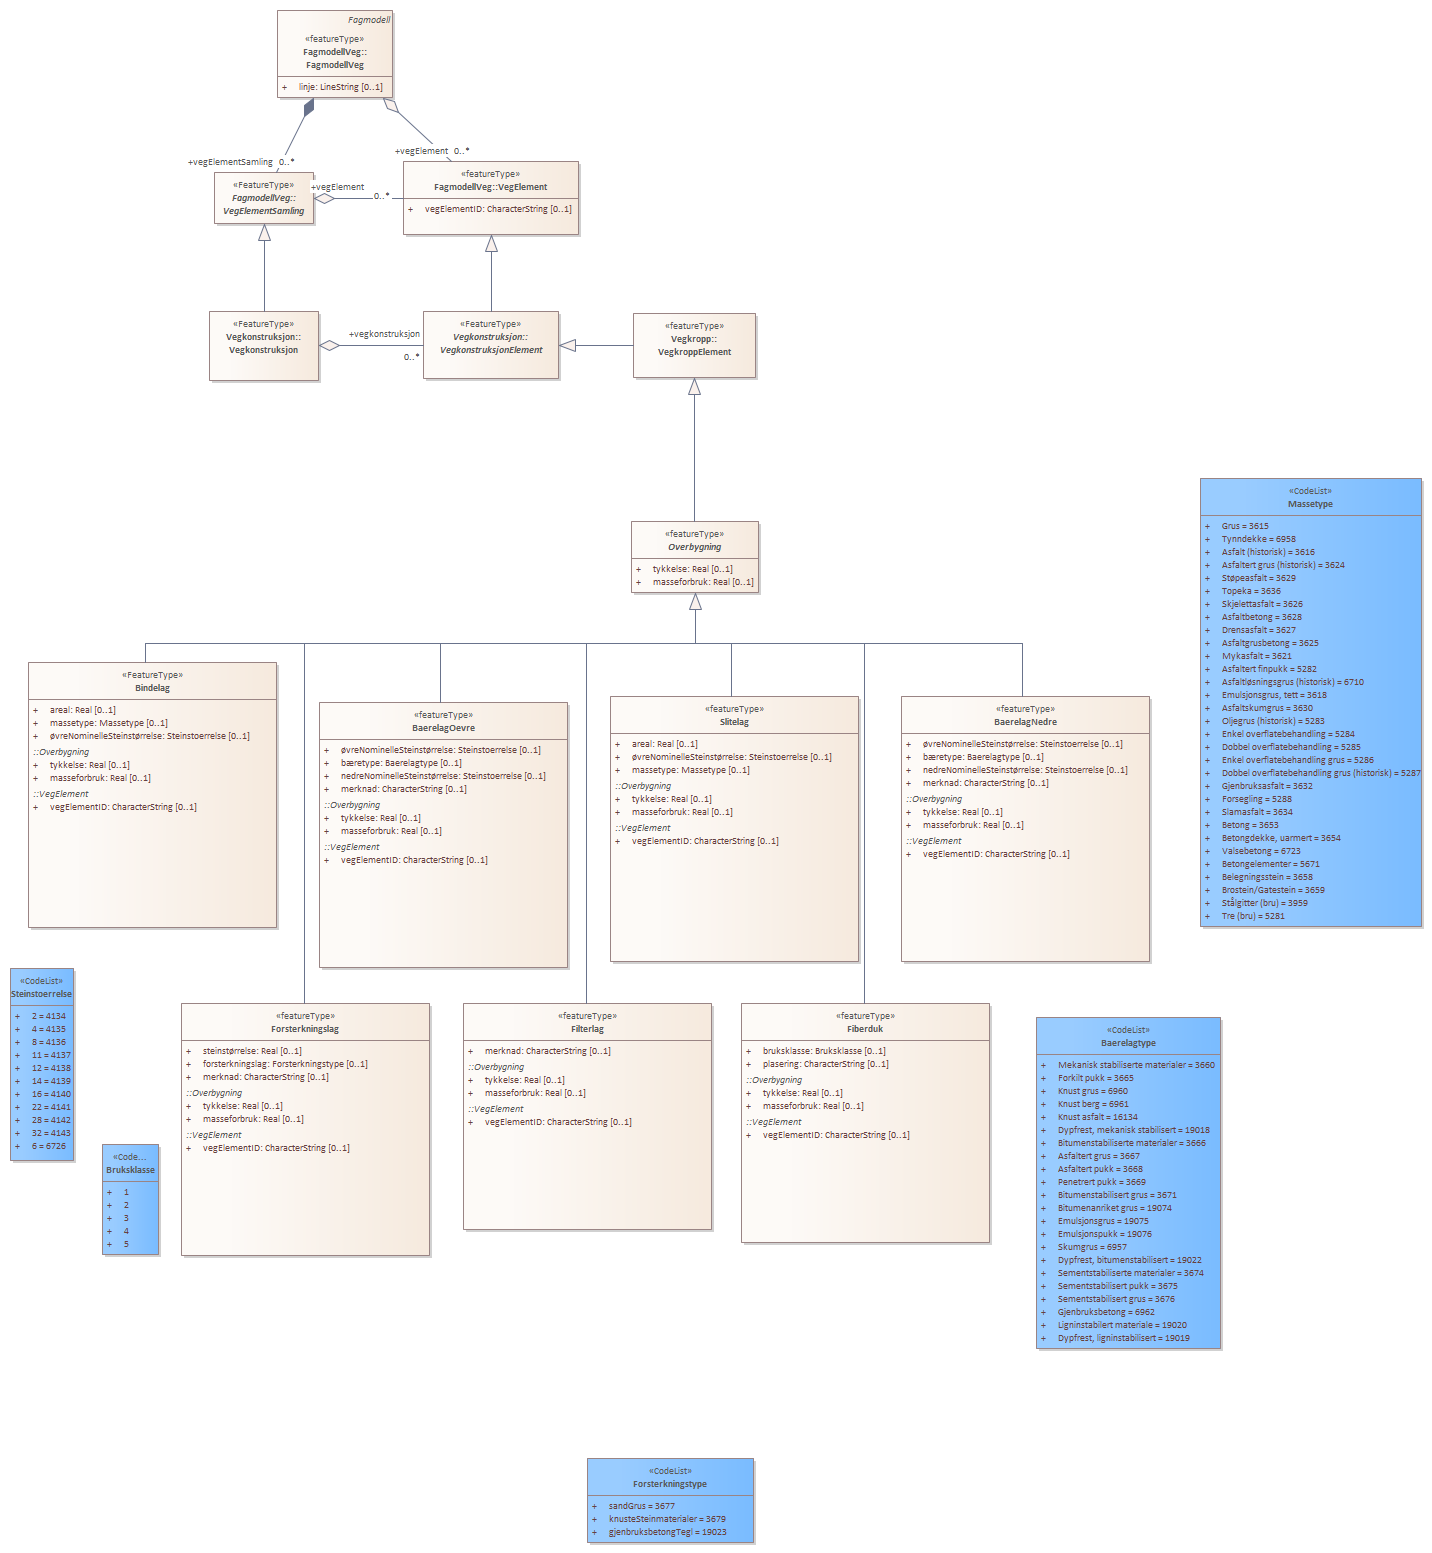 Fagmodell
«featureType»
FagmodellVeg::
FagmodellVeg
+ linje: LineString [0..1]
+vegElementSamling 0..*
+vegElement 0..*
«FeatureType»
FagmodellVeg::
VegElementSamling
+vegElement
0..*
«featureType»
FagmodellVeg::VegElement
+ vegElementID: CharacterString [0..1]
«FeatureType»
Vegkonstruksjon::
Vegkonstruksjon
+vegkonstruksjon
0..*
«FeatureType»
Vegkonstruksjon::
VegkonstruksjonElement
«featureType»
Vegkropp::
VegkroppElement
«featureType»
Overbygning
+ tykkelse: Real [0..1]
+ masseforbruk: Real [0..1]
«CodeList»
Massetype
+ Grus = 3615
+ Tynndekke = 6958
+ Asfalt (historisk) = 3616
+ Asfaltert grus (historisk) = 3624
+ Støpeasfalt = 3629
+ Topeka = 3636
+ Skjelettasfalt = 3626
+ Asfaltbetong = 3628
+ Drensasfalt = 3627
+ Asfaltgrusbetong = 3625
+ Mykasfalt = 3621
+ Asfaltert finpukk = 5282
+ Asfaltløsningsgrus (historisk) = 6710
+ Emulsjonsgrus, tett = 3618
+ Asfaltskumgrus = 3630
+ Oljegrus (historisk) = 5283
+ Enkel overflatebehandling = 5284
+ Dobbel overflatebehandling = 5285
+ Enkel overflatebehandling grus = 5286
+ Dobbel overflatebehandling grus (historisk) = 5287
+ Gjenbruksasfalt = 3632
+ Forsegling = 5288
+ Slamasfalt = 3634
+ Betong = 3653
+ Betongdekke, uarmert = 3654
+ Valsebetong = 6723
+ Betongelementer = 5671
+ Belegningsstein = 3658
+ Brostein/Gatestein = 3659
+ Stålgitter (bru) = 3959
+ Tre (bru) = 5281
«FeatureType»
Bindelag
+ areal: Real [0..1]
+ massetype: Massetype [0..1]
+ øvreNominelleSteinstørrelse: Steinstoerrelse [0..1]
::Overbygning
+ tykkelse: Real [0..1]
+ masseforbruk: Real [0..1]
::VegElement
+ vegElementID: CharacterString [0..1]
«featureType»
BaerelagOevre
+ øvreNominelleSteinstørrelse: Steinstoerrelse [0..1]
+ bæretype: Baerelagtype [0..1]
+ nedreNominelleSteinstørrelse: Steinstoerrelse [0..1]
+ merknad: CharacterString [0..1]
::Overbygning
+ tykkelse: Real [0..1]
+ masseforbruk: Real [0..1]
::VegElement
+ vegElementID: CharacterString [0..1]
«featureType»
Slitelag
+ areal: Real [0..1]
+ øvreNominelleSteinstørrelse: Steinstoerrelse [0..1]
+ massetype: Massetype [0..1]
::Overbygning
+ tykkelse: Real [0..1]
+ masseforbruk: Real [0..1]
::VegElement
+ vegElementID: CharacterString [0..1]
«featureType»
BaerelagNedre
+ øvreNominelleSteinstørrelse: Steinstoerrelse [0..1]
+ bæretype: Baerelagtype [0..1]
+ nedreNominelleSteinstørrelse: Steinstoerrelse [0..1]
+ merknad: CharacterString [0..1]
::Overbygning
+ tykkelse: Real [0..1]
+ masseforbruk: Real [0..1]
::VegElement
+ vegElementID: CharacterString [0..1]
«CodeList»
Steinstoerrelse
+ 2 = 4134
+ 4 = 4135
+ 8 = 4136
+ 11 = 4137
+ 12 = 4138
+ 14 = 4139
+ 16 = 4140
+ 22 = 4141
+ 28 = 4142
+ 32 = 4143
+ 6 = 6726
«Code...
Bruksklasse
+ 1
+ 2
+ 3
+ 4
+ 5
«featureType»
Forsterkningslag
+ steinstørrelse: Real [0..1]
+ forsterkningslag: Forsterkningstype [0..1]
+ merknad: CharacterString [0..1]
::Overbygning
+ tykkelse: Real [0..1]
+ masseforbruk: Real [0..1]
::VegElement
+ vegElementID: CharacterString [0..1]
«featureType»
Filterlag
+ merknad: CharacterString [0..1]
::Overbygning
+ tykkelse: Real [0..1]
+ masseforbruk: Real [0..1]
::VegElement
+ vegElementID: CharacterString [0..1]
«featureType»
Fiberduk
+ bruksklasse: Bruksklasse [0..1]
+ plasering: CharacterString [0..1]
::Overbygning
+ tykkelse: Real [0..1]
+ masseforbruk: Real [0..1]
::VegElement
+ vegElementID: CharacterString [0..1]
«CodeList»
Baerelagtype
+ Mekanisk stabiliserte materialer = 3660
+ Forkilt pukk = 3665
+ Knust grus = 6960
+ Knust berg = 6961
+ Knust asfalt = 16134
+ Dypfrest, mekanisk stabilisert = 19018
+ Bitumenstabiliserte materialer = 3666
+ Asfaltert grus = 3667
+ Asfaltert pukk = 3668
+ Penetrert pukk = 3669
+ Bitumenstabilisert grus = 3671
+ Bitumenanriket grus = 19074
+ Emulsjonsgrus = 19075
+ Emulsjonspukk = 19076
+ Skumgrus = 6957
+ Dypfrest, bitumenstabilisert = 19022
+ Sementstabiliserte materialer = 3674
+ Sementstabilisert pukk = 3675
+ Sementstabilisert grus = 3676
+ Gjenbruksbetong = 6962
+ Ligninstabilert materiale = 19020
+ Dypfrest, ligninstabilisert = 19019
«CodeList»
Forsterkningstype
+ sandGrus = 3677
+ knusteSteinmaterialer = 3679
+ gjenbruksbetongTegl = 19023